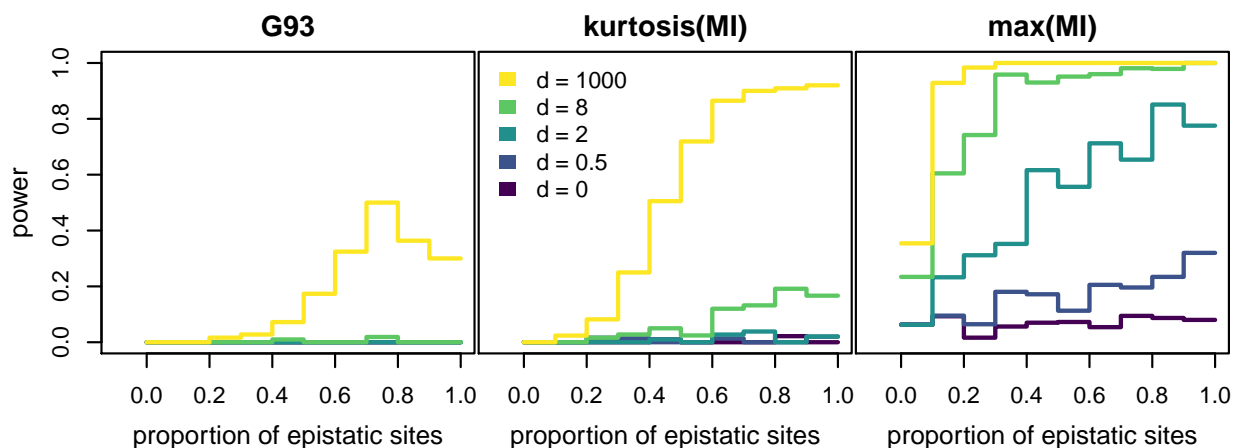 G93
kurtosis(MI)
max(MI)
power
1.0
0.8
0.6
0.4
0.2
0.0
d = 1000
d = 8
d = 2
d = 0.5
d = 0
0.0 0.2 0.4 0.6 0.8 1.0
0.0 0.2 0.4 0.6 0.8 1.0
0.0 0.2 0.4 0.6 0.8 1.0
proportion of epistatic sites
proportion of epistatic sites
proportion of epistatic sites